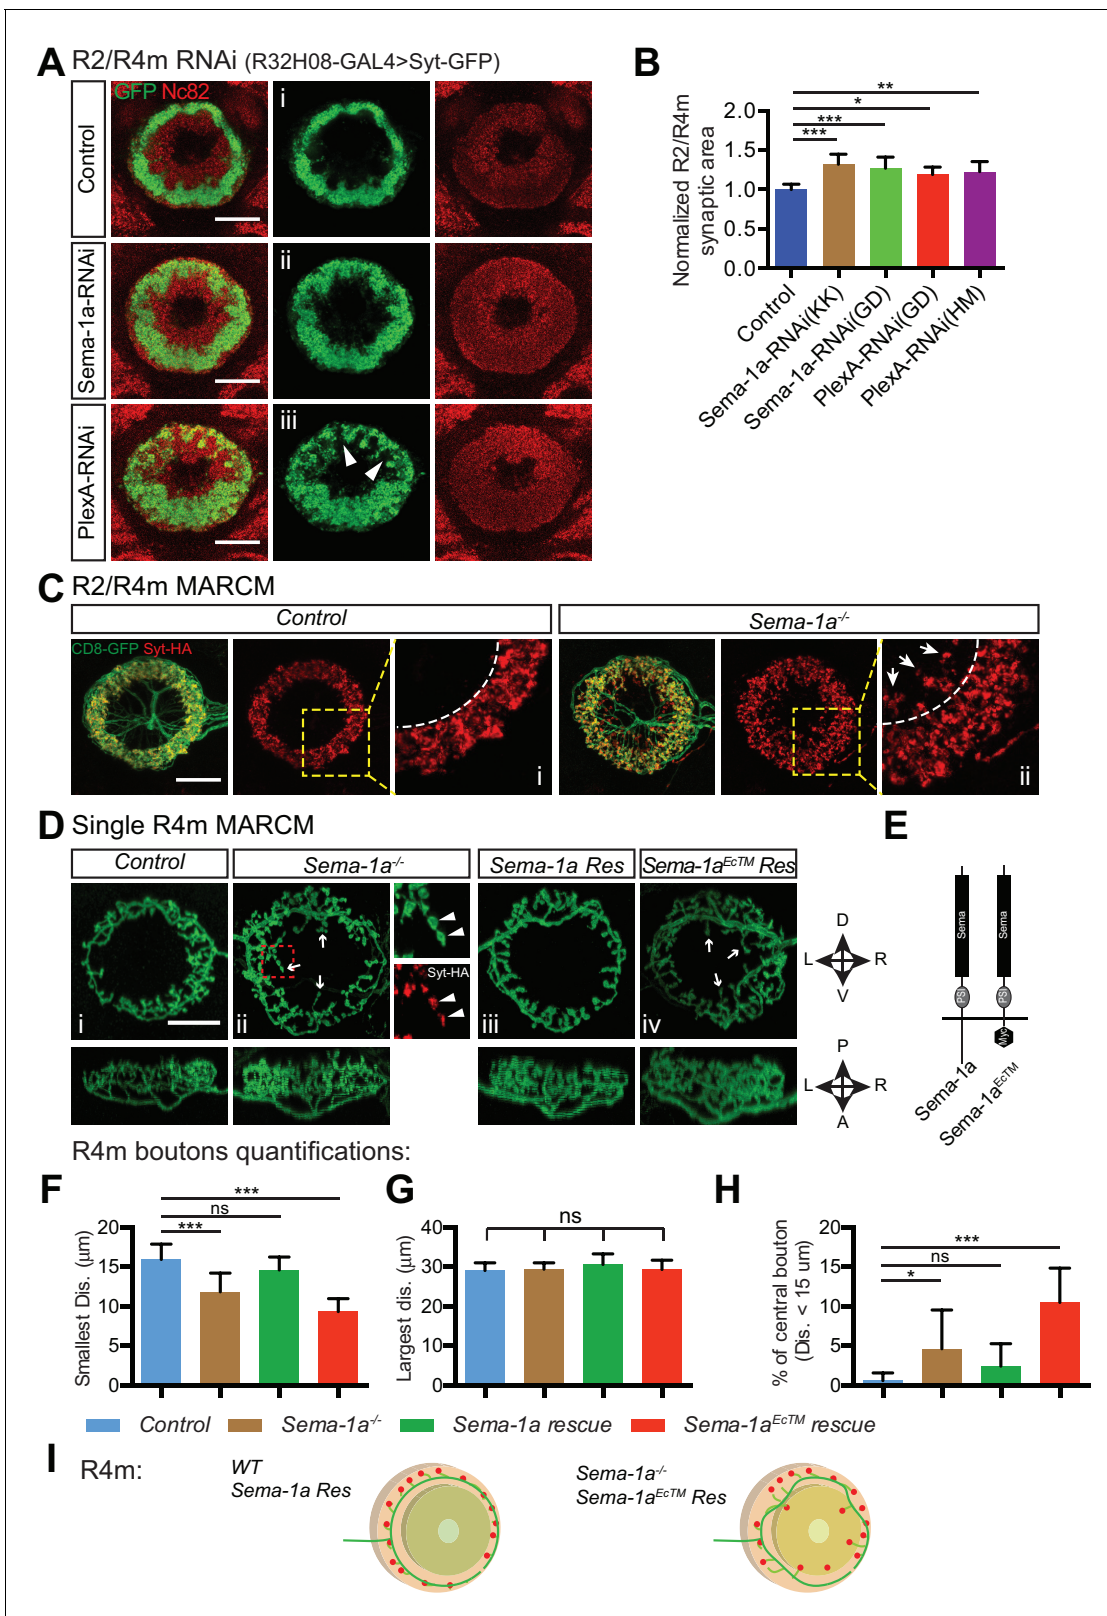 A R2/R4m RNAi (R32H08-GAL4>Syt-GFP)
Control
GFP Nc82
i
Sema-1a-RNAi
ii
PlexA-RNAi
iii
B
Normalized R2/R4m
synaptic area
2.0
1.5
1.0
0.5
0.0
**
*
***
***
Control
Sema-1a-RNAi(KK)
Sema-1a-RNAi(GD)
PlexA-RNAi(GD)
PlexA-RNAi(HM)
C R2/R4m MARCM
Control
Sema-1a-/-
CD8-GFP Syt-HA
i
ii
D Single R4m MARCM
Control
Sema-1a-/-
Sema-1a Res
Sema-1aEcTM Res
i
ii
Syt-HA
iii
iv
D
L R
V
P
L R
A
E
Sema
Sema
PSI
PSI
Myc
Sema-1a
Sema-1aEcTM
R4m boutons quantifications:
F
Smallest Dis. (µm)
20
15
10
5
0
***
ns
***
G
Largest dis. (µm)
40
30
20
10
0
ns
H
% of central bouton
(Dis. < 15 um)
20
15
10
5
0
***
ns
*
Control
Sema-1a-/-
Sema-1a rescue
Sema-1aEcTM rescue
I R4m:
WT
Sema-1a Res
Sema-1a-/-
Sema-1aEcTM Res